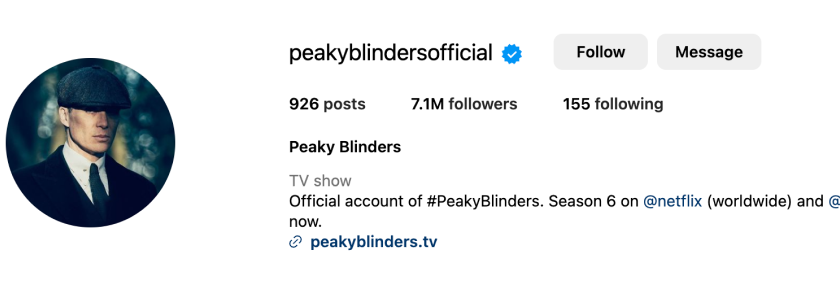 peakyblindersofficial Follow Message
926 posts 7.1M followers 155 following
Peaky Blinders
TV show
Official account of #PeakyBlinders. Season 6 on @netflix (worldwide) and @
now.
peakyblinders.tv